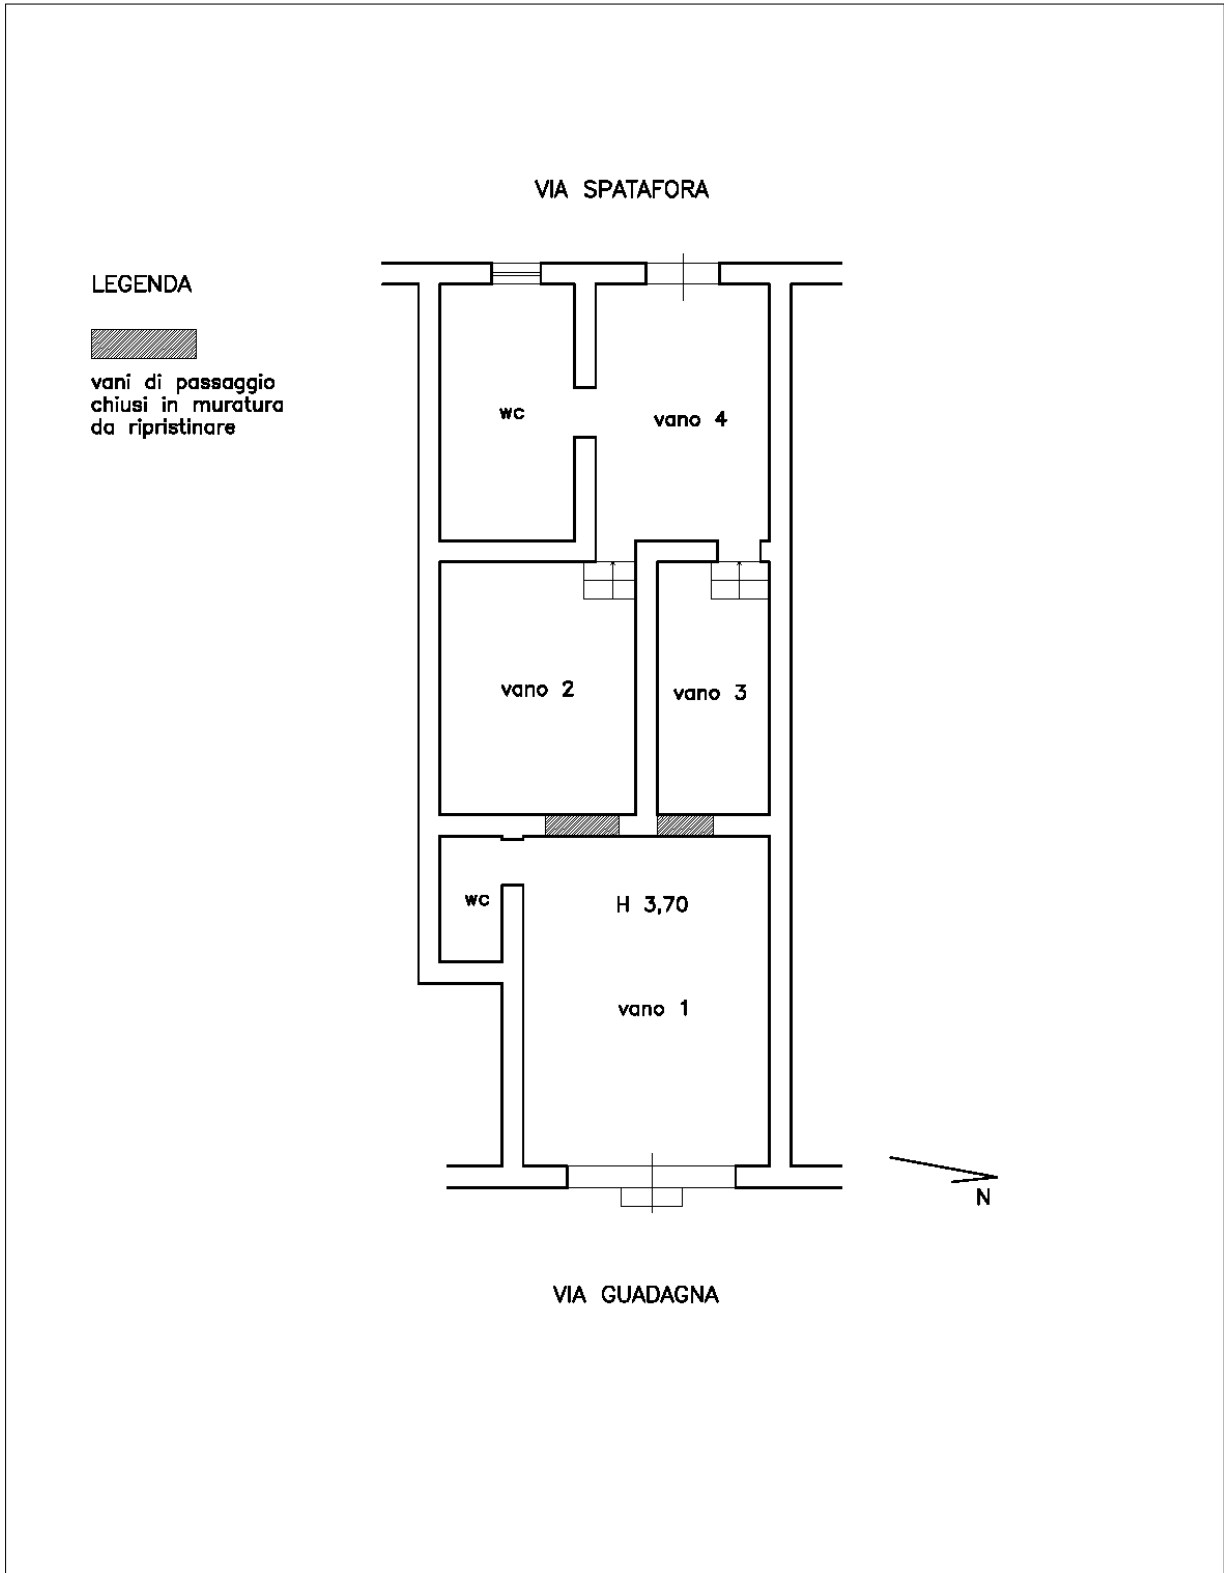 VIA SPATAFORA
LEGENDA
vani di passaggio
chiusi in muratura
da ripristinare
wc
vano 4
vano 2
vano 3
wc
H 3,70
vano 1
N
VIA GUADAGNA